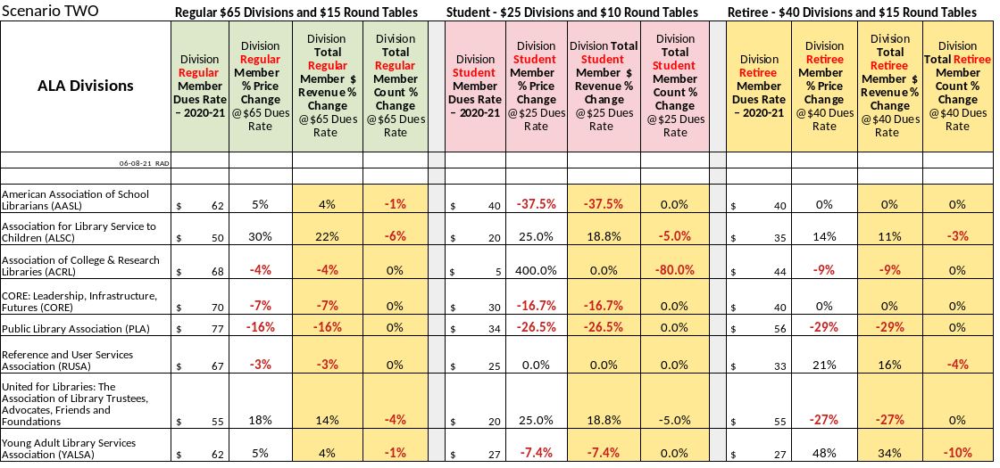 Scenario TWO Regular $65 Divisions and $15 Round Tables Student - $25 Divisions and $10 Round Tables Retiree - $40 Divisions and $15 Round Tables
ALA Divisions
Division
Regular
Member
Dues Rate
– 2020-21
Division
Regular
Member
% Price
Change
@$65 Dues
Rate
Division
Total
Regular
Member $
Revenue %
Change
@$65 Dues
Rate
Division
Total
Regular
Member
Count %
Change
@$65 Dues
Rate
Division
Student
Member
Dues Rate
– 2020-21
Division
Student
Member
% Price
Change
@$25 Dues
Rate
Division Total
Student
Member $
Revenue %
Change
@$25 Dues
Rate
Division
Total
Student
Member
Count %
Change
@$25 Dues
Rate
Division
Retiree
Member
Dues Rate
– 2020-21
Division
Retiree
Member
% Price
Change
@$40 Dues
Rate
Division
Total
Retiree
Member $
Revenue %
Change
@$40 Dues
Rate
Division
Total Retiree
Member
Count %
Change
@$40 Dues
Rate
06-08-21 RAD
American Association of School
Librarians (AASL) $ 62 5% 4% -1% $ 40 -37.5% -37.5% 0.0% $ 40 0% 0% 0%
Association for Library Service to
Children (ALSC) $ 50 30% 22% -6% $ 20 25.0% 18.8% -5.0% $ 35 14% 11% -3%
Association of College & Research
Libraries (ACRL) $ 68 -4% -4% 0% $ 5 400.0% 0.0% -80.0% $ 44 -9% -9% 0%
CORE: Leadership, Infrastructure,
Futures (CORE) $ 70 -7% -7% 0% $ 30 -16.7% -16.7% 0.0% $ 40 0% 0% 0%
Public Library Association (PLA) $ 77 -16% -16% 0% $ 34 -26.5% -26.5% 0.0% $ 56 -29% -29% 0%
Reference and User Services
Association (RUSA) $ 67 -3% -3% 0% $ 25 0.0% 0.0% 0.0% $ 33 21% 16% -4%
United for Libraries: The
Association of Library Trustees,
Advocates, Friends and
Foundations $ 55 18% 14% -4% $ 20 25.0% 18.8% -5.0% $ 55 -27% -27% 0%
Young Adult Library Services
Association (YALSA) $ 62 5% 4% -1% $ 27 -7.4% -7.4% 0.0% $ 27 48% 34% -10%